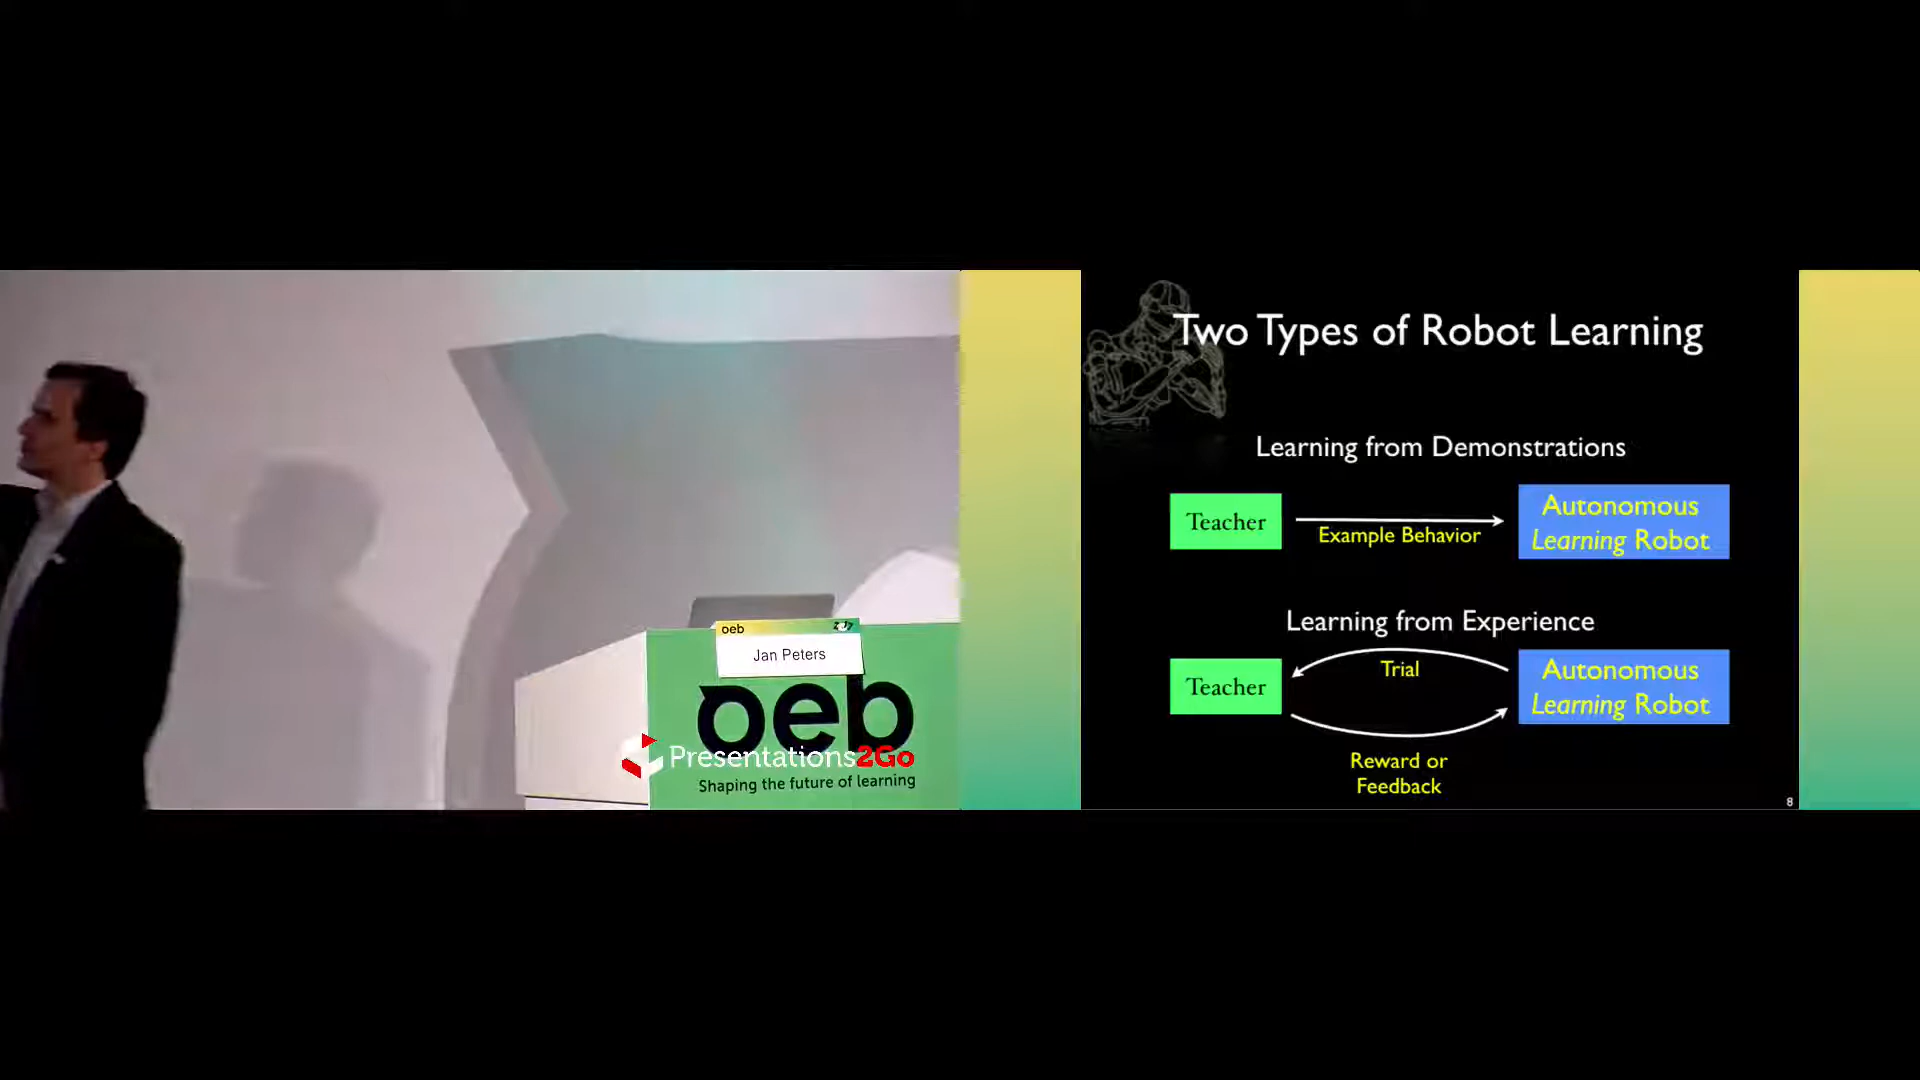 oeb
Jan Peters
oeb
Presentations2Go
Shaping the future of learning
Two Types of Robot Learning
Learning from Demonstrations
Teacher
Example Behavior
Autonomous
Learning Robot
Learning from Experience
Teacher
Trial
Autonomous
Learning Robot
Reward or
Feedback
8